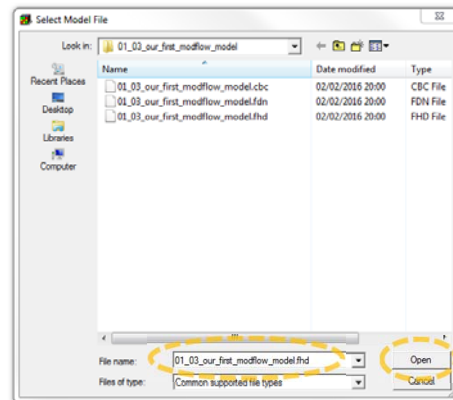 Select Model File
Look in: 01_03_our_first_modflow_model
Recent Places
Desktop
Libraries
Computer
Name Date modified Type
01_03_our_first_modflow_model.cbc 02/02/2016 20:00 CBC File
01_03_our_first_modflow_model.fdn 02/02/2016 20:00 FDN File
01_03_our_first_modflow_model.fhd 02/02/2016 20:00 FHD File
File name: 01_03_our_first_modflow_model.fhd Open
Files of type: Common supported file types Cancel